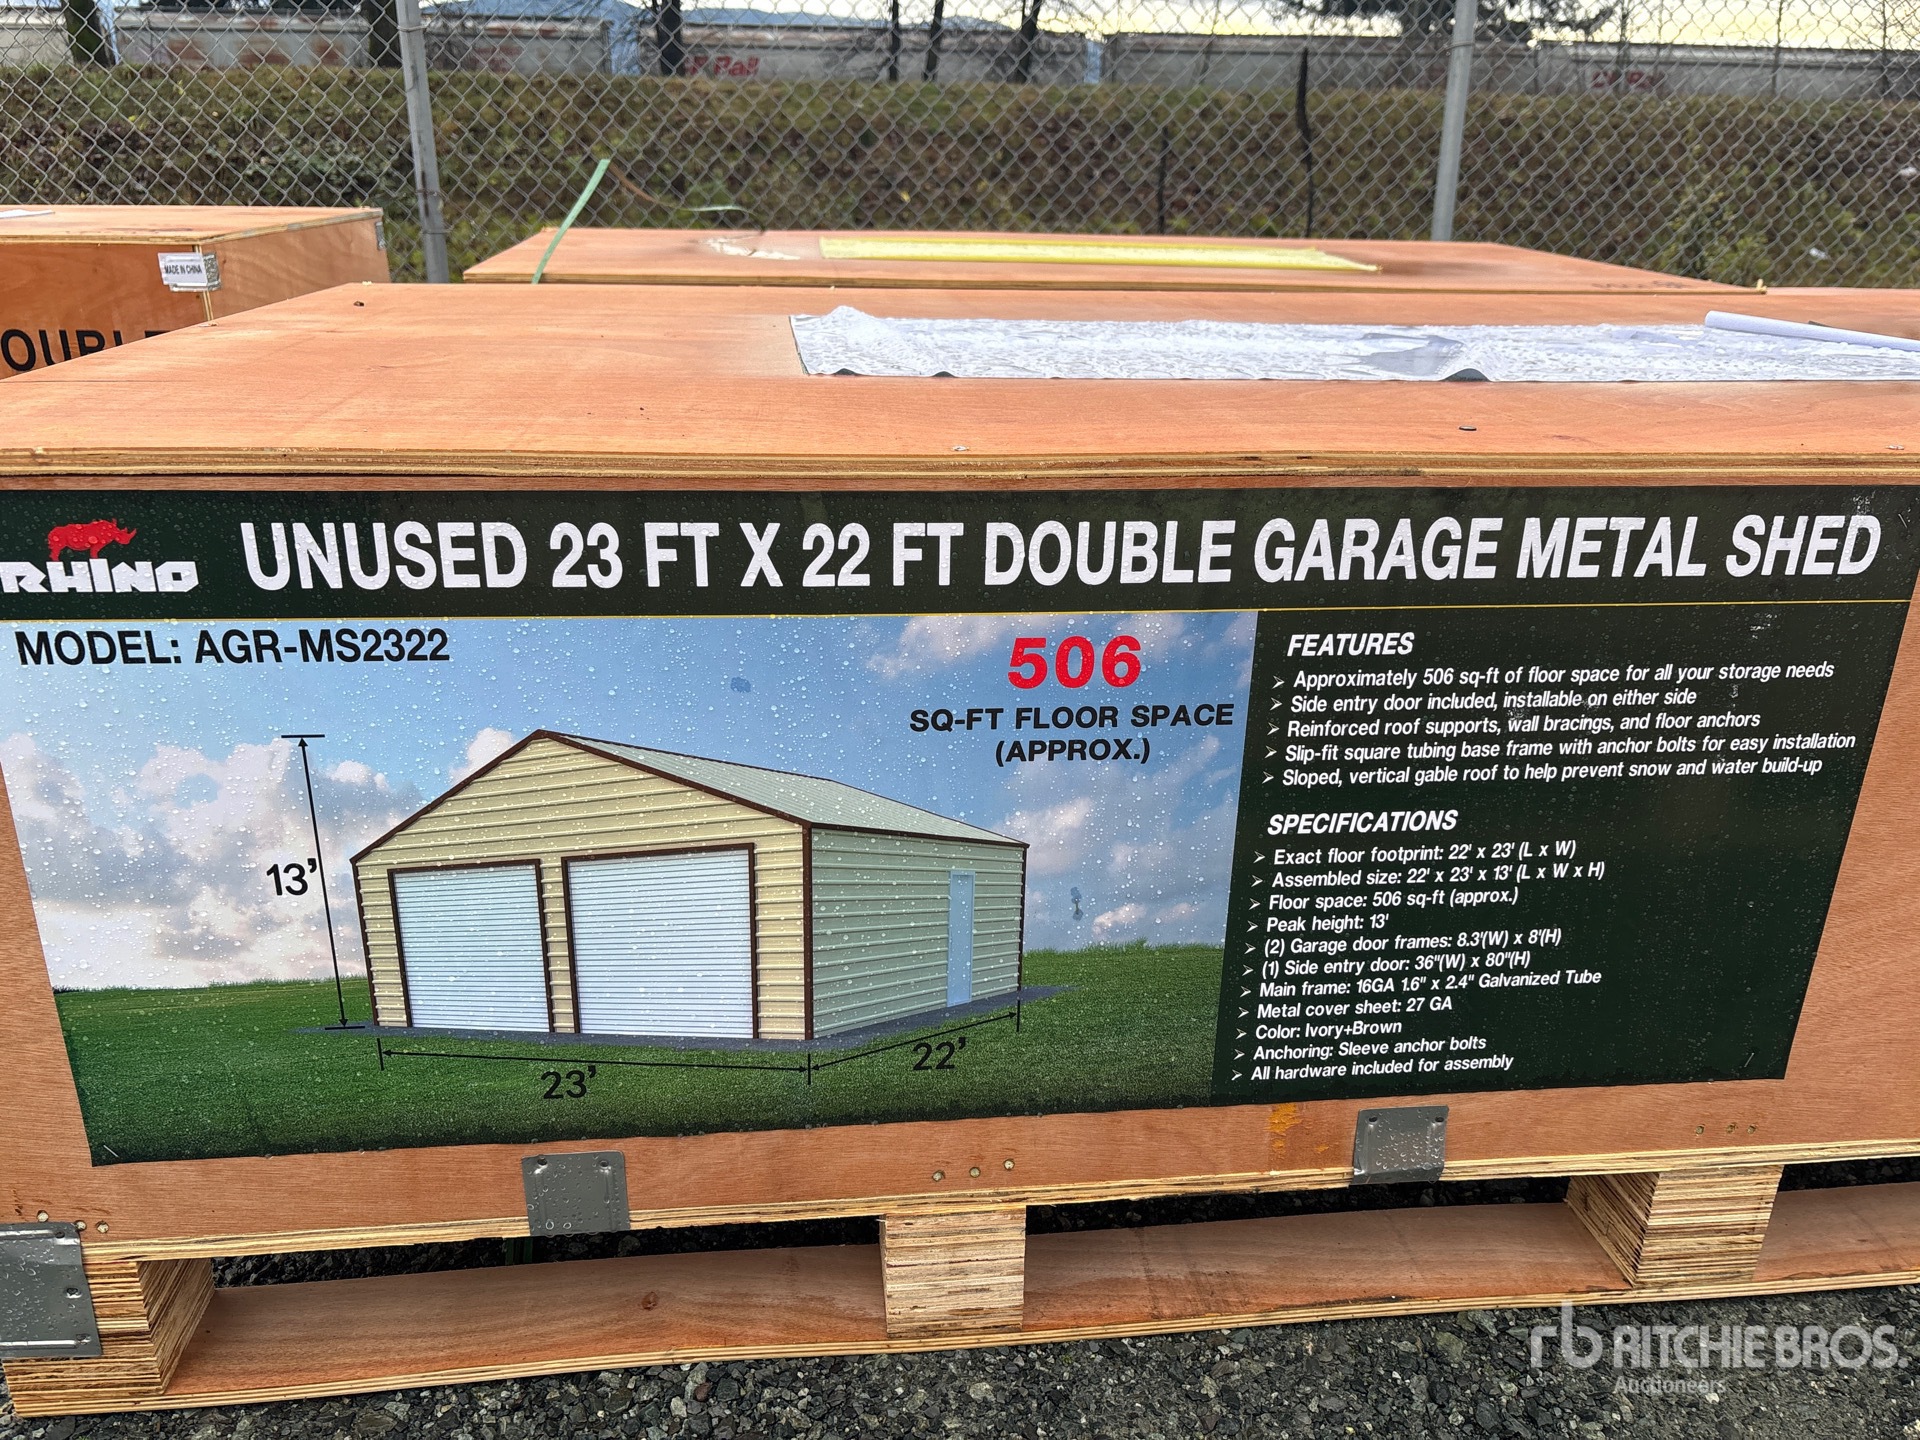 MADE IN CHINA
RHINO
UNUSED 23 FT X 22 FT DOUBLE GARAGE METAL SHED
MODEL: AGR-MS2322
506
SQ-FT FLOOR SPACE
(APPROX.)
13'
23'
22'
FEATURES
➢ Approximately 506 sq-ft of floor space for all your storage needs
➢ Side entry door included, installable on either side
➢ Reinforced roof supports, wall bracings, and floor anchors
➢ Slip-fit square tubing base frame with anchor bolts for easy installation
➢ Sloped, vertical gable roof to help prevent snow and water build-up
SPECIFICATIONS
➢ Exact floor footprint: 22' x 23' (L x W)
➢ Assembled size: 22' x 23' x 13' (L x W x H)
➢ Floor space: 506 sq-ft (approx.)
➢ Peak height: 13'
➢ (2) Garage door frames: 8.3'(W) x 8'(H)
➢ (1) Side entry door: 36"(W) x 80"(H)
➢ Main frame: 16GA 1.6" x 2.4" Galvanized Tube
➢ Metal cover sheet: 27 GA
➢ Color: Ivory+Brown
➢ Anchoring: Sleeve anchor bolts
➢ All hardware included for assembly
rb RITCHIE BROS.
Auctioneers